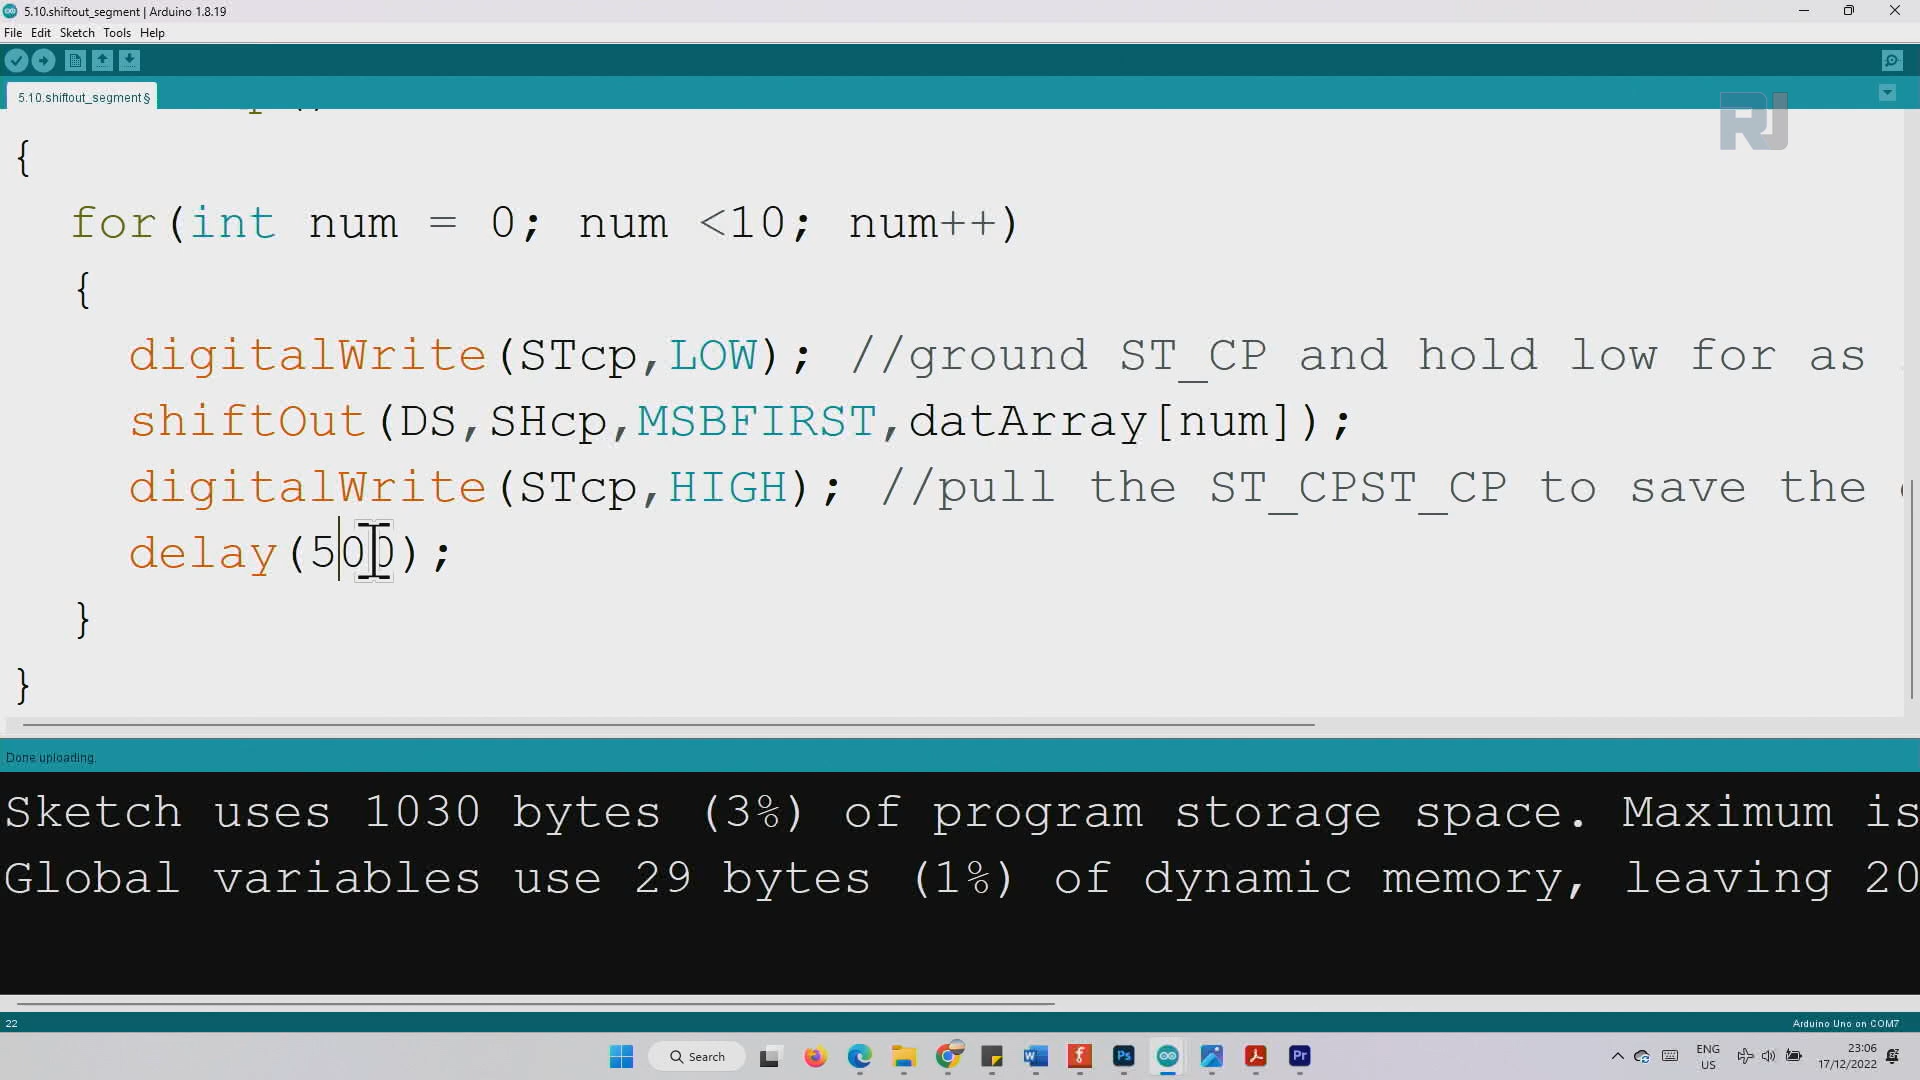 5.10.shiftout_segment | Arduino 1.8.19
File Edit Sketch Tools Help
5.10.shiftout_segment §
RJ
{
for(int num = 0; num <10; num++)
{
digitalWrite(STcp,LOW); //ground ST_CP and hold low for as
shiftOut(DS,SHcp,MSBFIRST,datArray[num]);
digitalWrite(STcp,HIGH); //pull the ST_CPST_CP to save the
delay(500);
}
}
Done uploading.
Sketch uses 1030 bytes (3%) of program storage space. Maximum is
Global variables use 29 bytes (1%) of dynamic memory, leaving 20
22
Arduino Uno on COM7
Search
W
f
Ps
Pr
ENG
US
23:06
17/12/2022